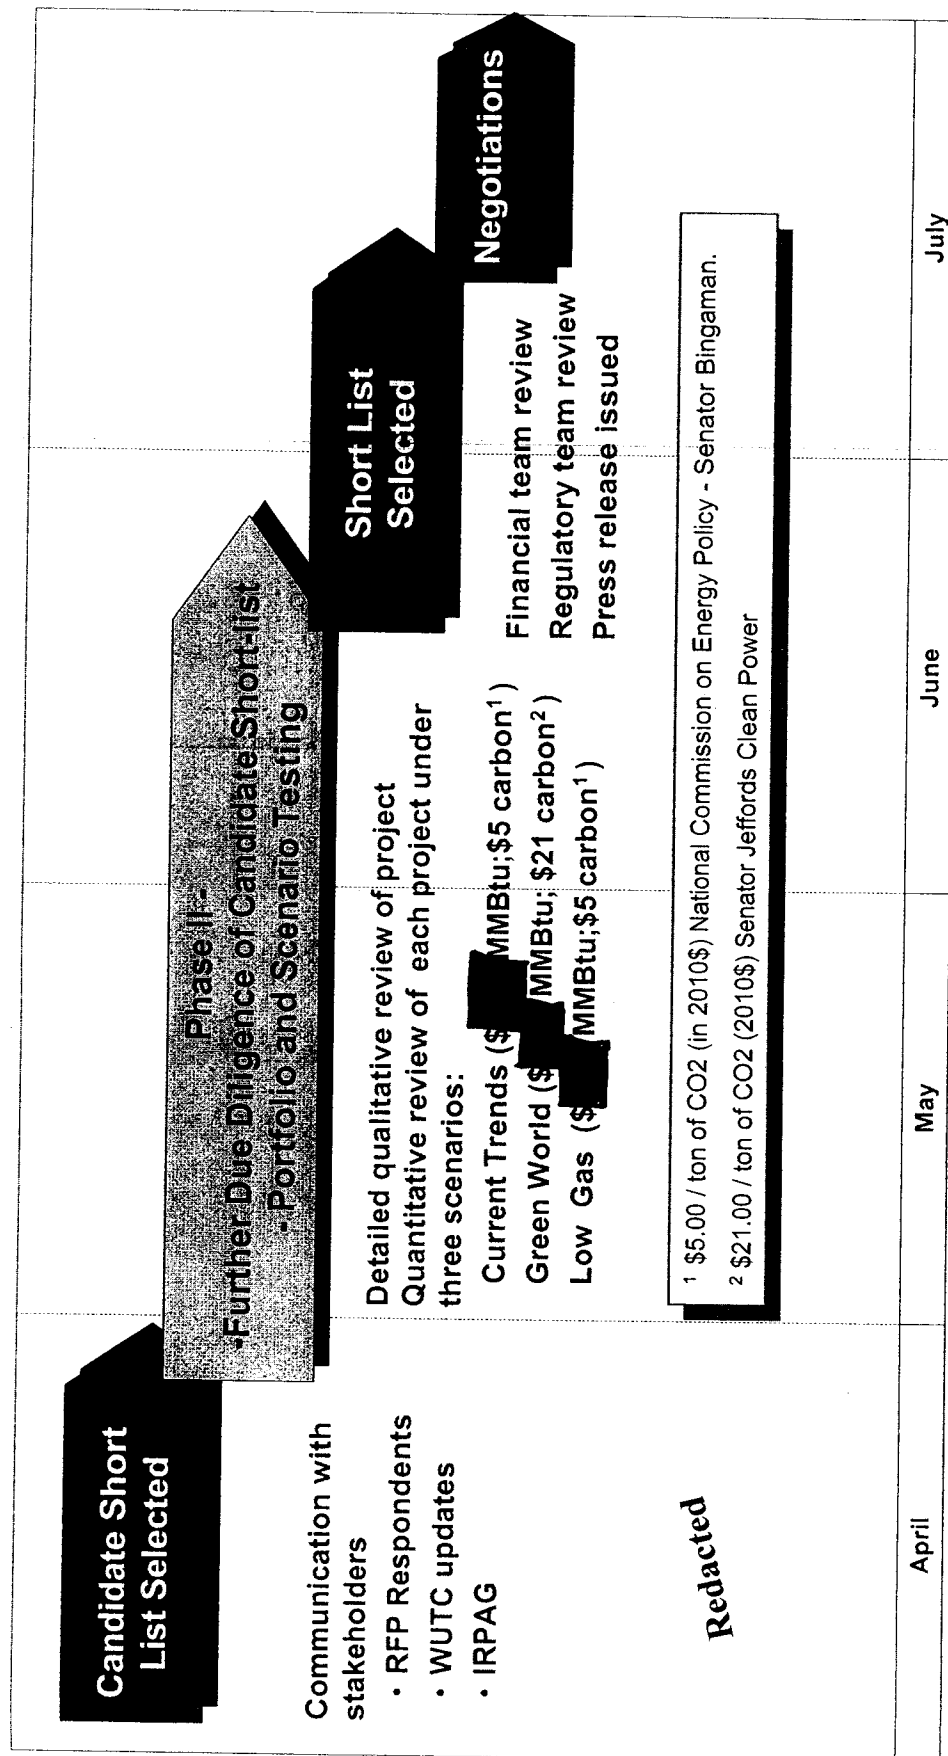 Candidate Short
List Selected
Phase II -
-Further Due Diligence of Candidate Short-list
- Portfolio and Scenario Testing
Short List
Selected
Negotiations
Communication with
stakeholders
• RFP Respondents
• WUTC updates
• IRPAG
Detailed qualitative review of project
Quantitative review of each project under
three scenarios:
Current Trends ($ MMBtu;$5 carbon¹ )
Green World ($ MMBtu; $21 carbon² )
Low Gas ($ (MMBtu;$5 carbon¹ )
Financial team review
Regulatory team review
Press release issued
¹ $5.00 / ton of CO2 (in 2010$) National Commission on Energy Policy - Senator Bingaman.
² $21.00 / ton of CO2 (2010$) Senator Jeffords Clean Power
Redacted
April
May
June
July